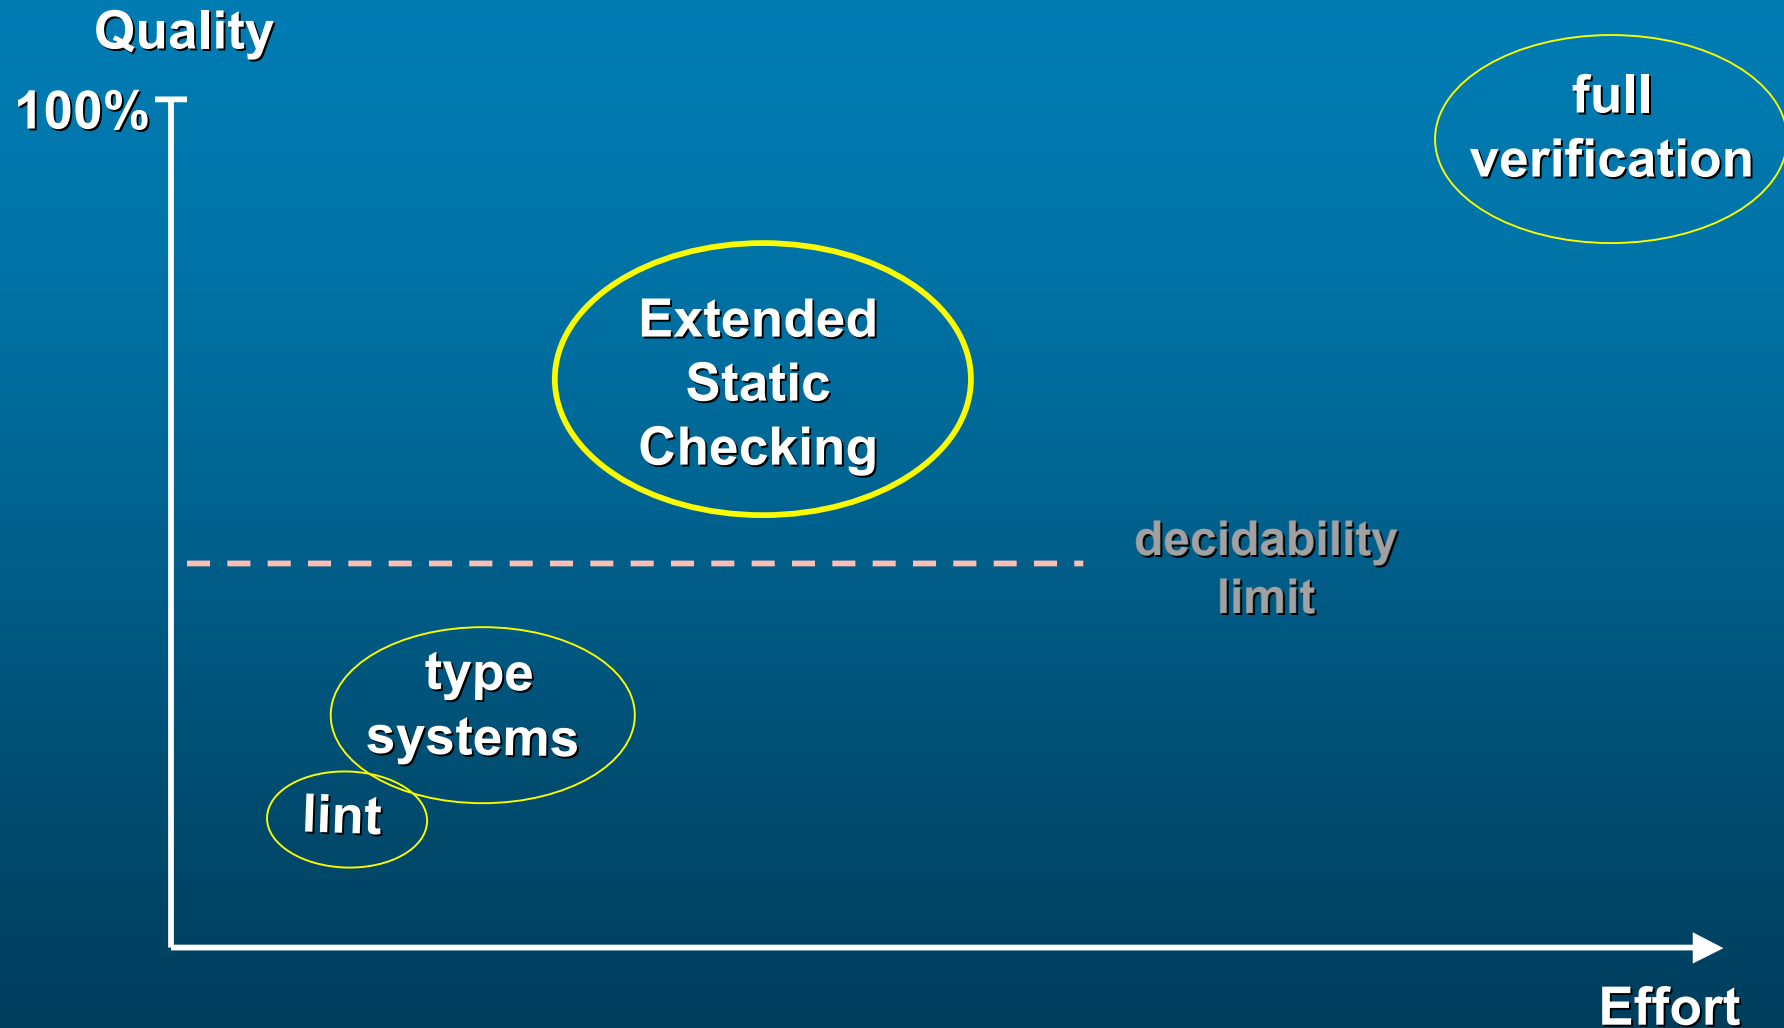 Quality
100%
full
verification
Extended
Static
Checking
decidability
limit
type
systems
lint
Effort